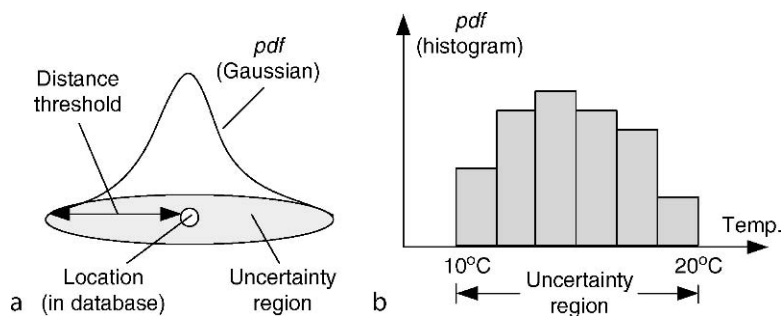 pdf
(Gaussian)
Distance
threshold
Location
(in database)
Uncertainty
region
a
pdf
(histogram)
Temp.
10°C
20°C
Uncertainty
region
b